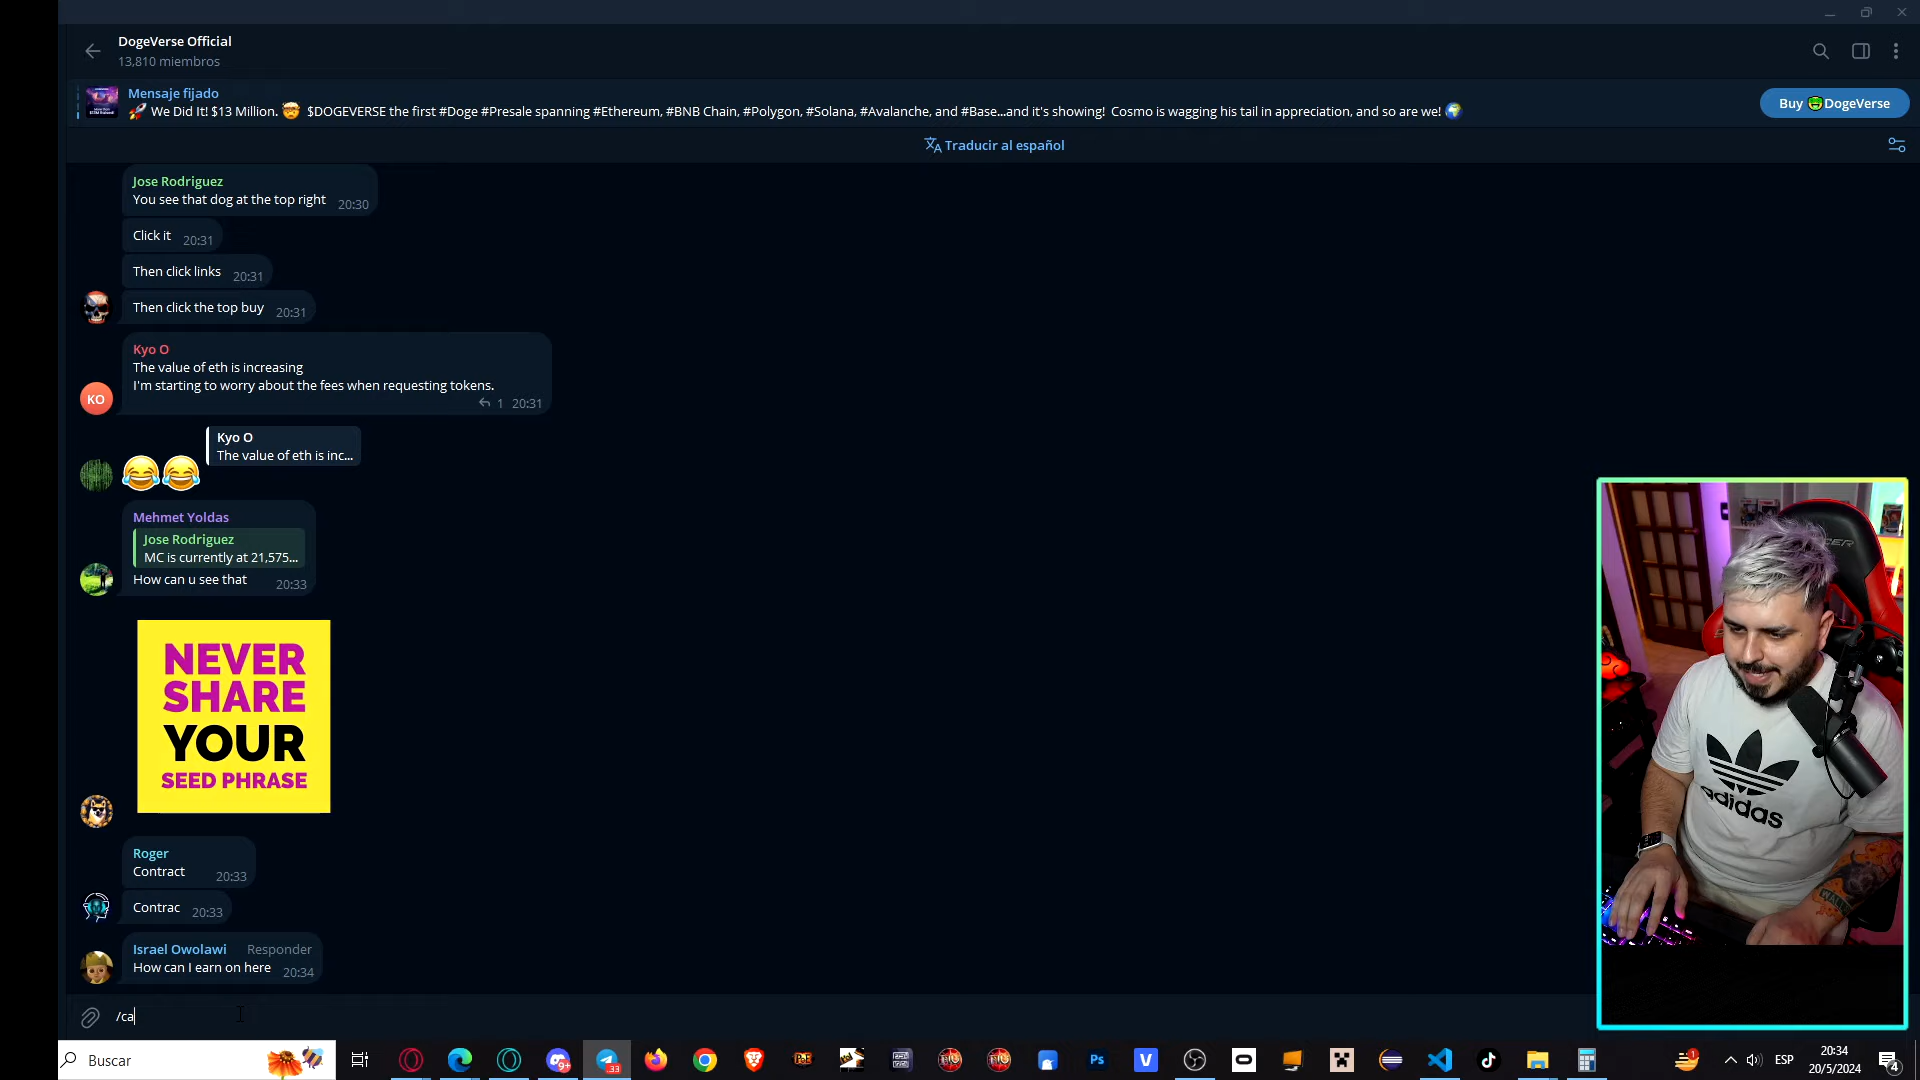 DogeVerse Official
13,810 miembros
Mensaje fijado
🚀 We Did It! $13 Million. 🤯 $DOGEVERSE the first #Doge #Presale spanning #Ethereum, #BNB Chain, #Polygon, #Solana, #Avalanche, and #Base...and it's showing! Cosmo is wagging his tail in appreciation, and so are we! 🌍
Buy 🤑DogeVerse
Traducir al español
Jose Rodriguez
You see that dog at the top right 20:30
Click it 20:31
Then click links 20:31
Then click the top buy 20:31
Kyo O
The value of eth is increasing
I'm starting to worry about the fees when requesting tokens.
1 20:31
KO
Kyo O
The value of eth is inc...
😂😂
Mehmet Yoldas
Jose Rodriguez
MC is currently at 21,575...
How can u see that 20:33
NEVER
SHARE
YOUR
SEED PHRASE
Roger
Contract 20:33
Contrac 20:33
Israel Owolawi Responder
How can I earn on here 20:34
/ca
adidas
Buscar
9+
33
Ps
V
1
ESP
20:34
20/5/2024
4